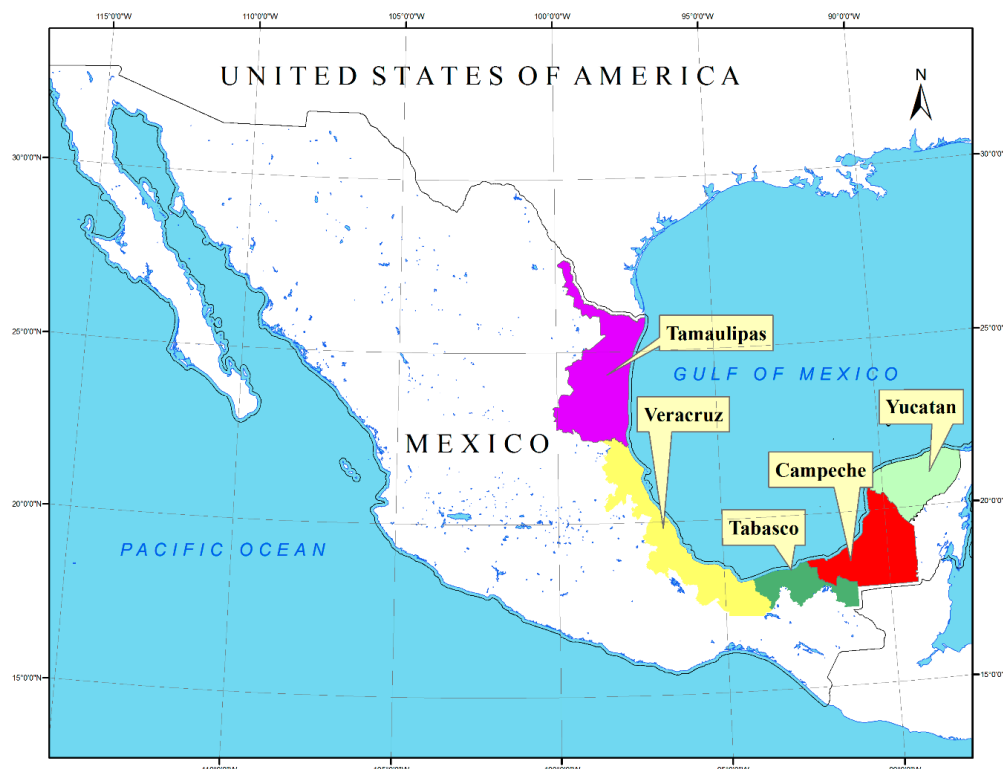 115°0'0"W 110°0'0"W 105°0'0"W 100°0'0"W 95°0'0"W 90°0'0"W
UNITED STATES OF AMERICA
N
30°0'0"N 30°0'0"N
25°0'0"N 25°0'0"N
Tamaulipas
GULF OF MEXICO
Yucatan
Veracruz
MEXICO
Campeche
20°0'0"N 20°0'0"N
Tabasco
PACIFIC OCEAN
15°0'0"N 15°0'0"N
100°0'0"W